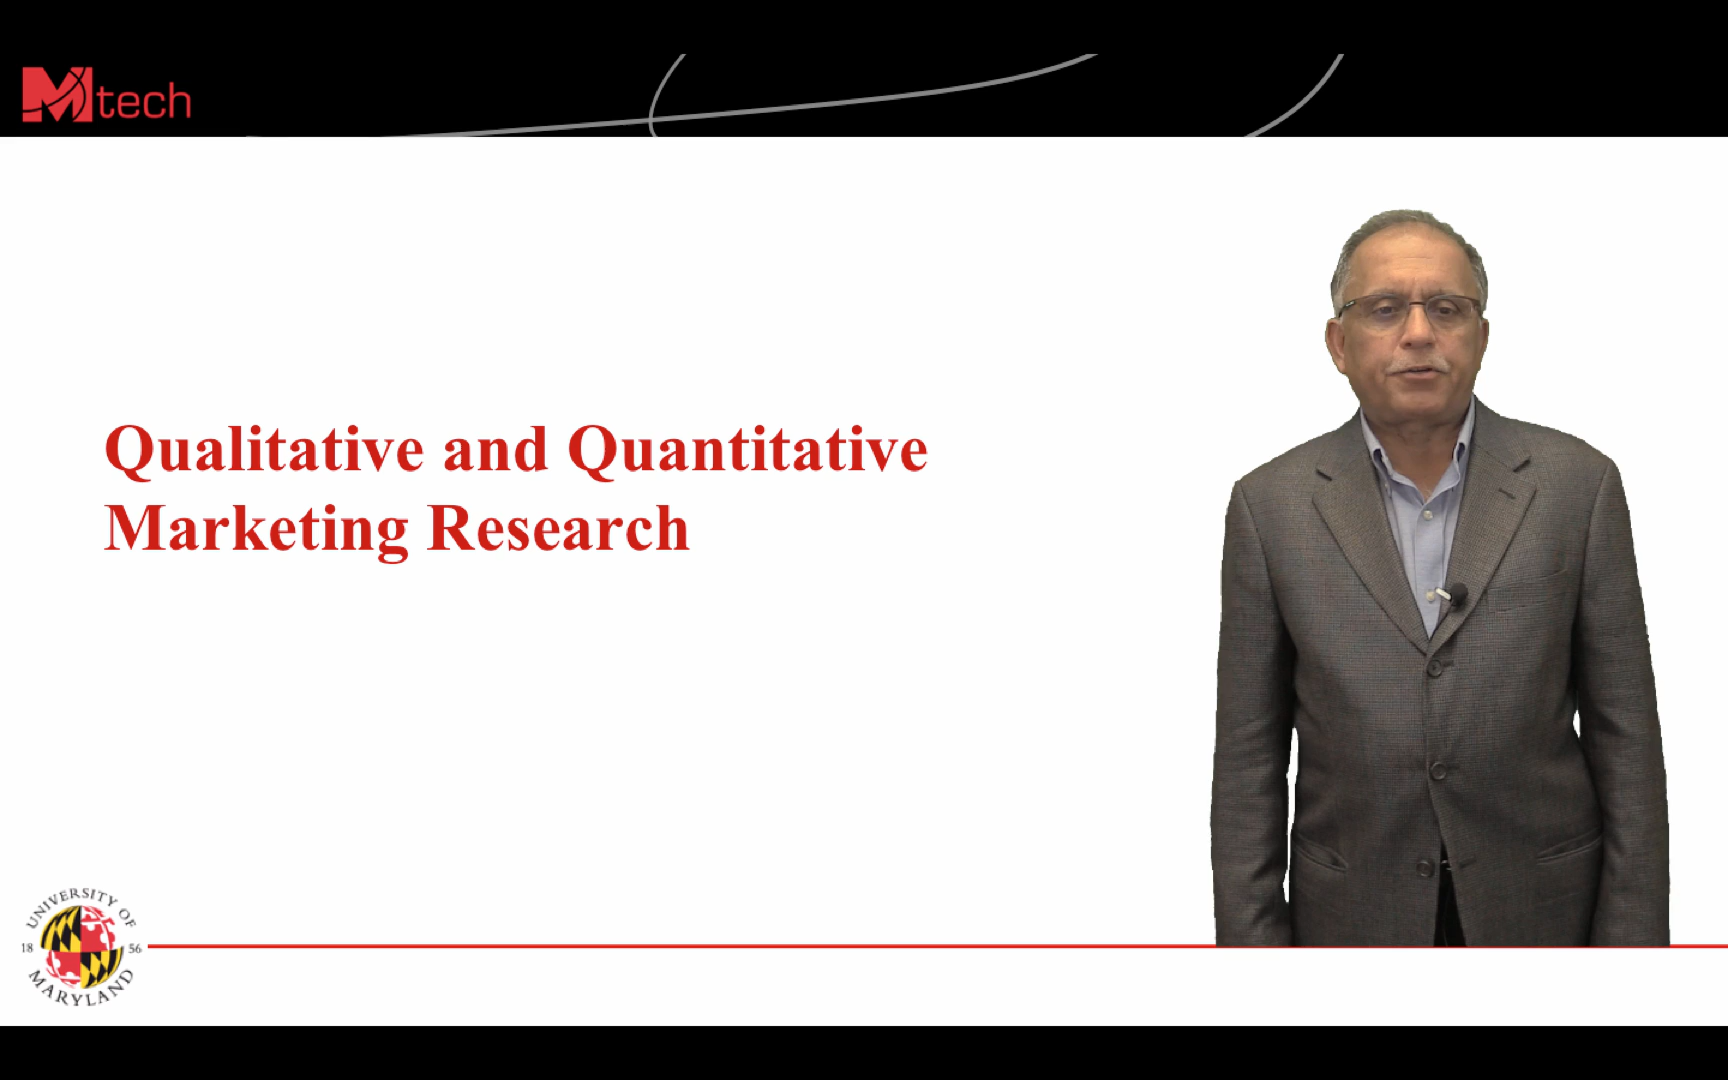 Mtech
Qualitative and Quantitative
Marketing Research
UNIVERSITY OF
18 56
MARYLAND